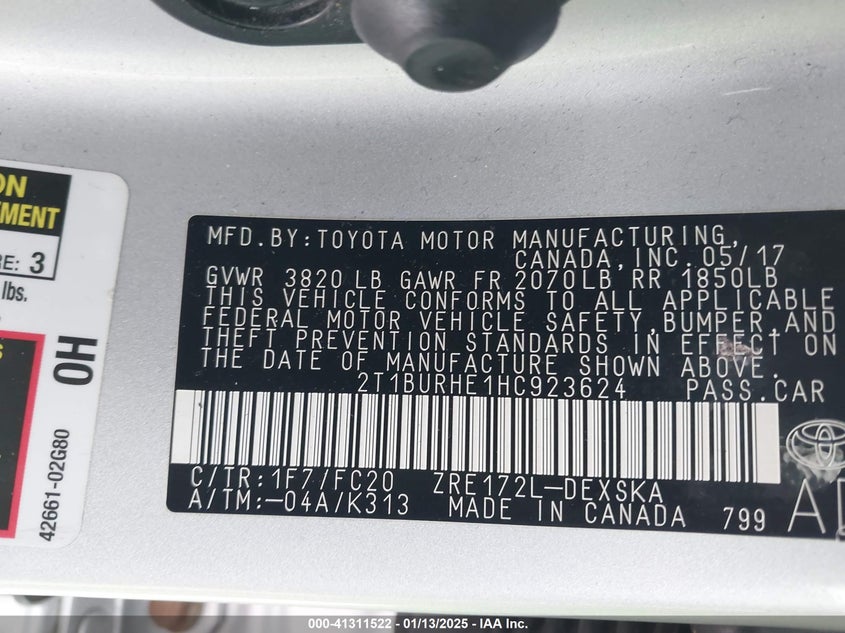 ON
TMENT
RE: 3
lbs.
OH
42661-02G80
MFD.BY:TOYOTA MOTOR MANUFACTURING,
CANADA,INC.05/17
GVWR 3820 LB GAWR FR 2070LB RR 1850LB
THIS VEHICLE CONFORMS TO ALL APPLICABLE
FEDERAL MOTOR VEHICLE SAFETY,BUMPER,AND
THEFT PREVENTION STANDARDS IN EFFECT ON
THE DATE OF MANUFACTURE SHOWN ABOVE.
2T1BURHE1HC923624 PASS.CAR
C/TR:1F7/FC20 ZRE172L-DEXSKA
A/TM:-04A/K313 MADE IN CANADA 799
000-41311522 — 01/13/2025 — IAA Inc.